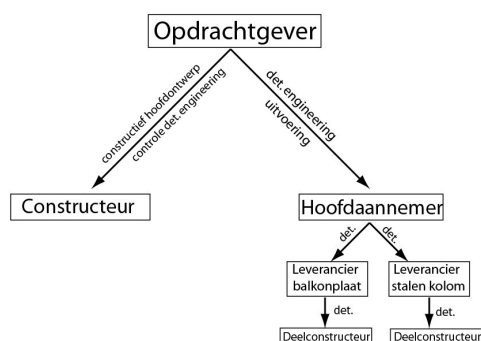 Opdrachtgever
constructief hoofdontwerp
controle det. engineering
det. engineering
uitvoering
Constructeur
Hoofdaannemer
det.
det.
Leverancier
balkonplaat
Leverancier
stalen kolom
det.
det.
Deelconstructeur
Deelconstructeur